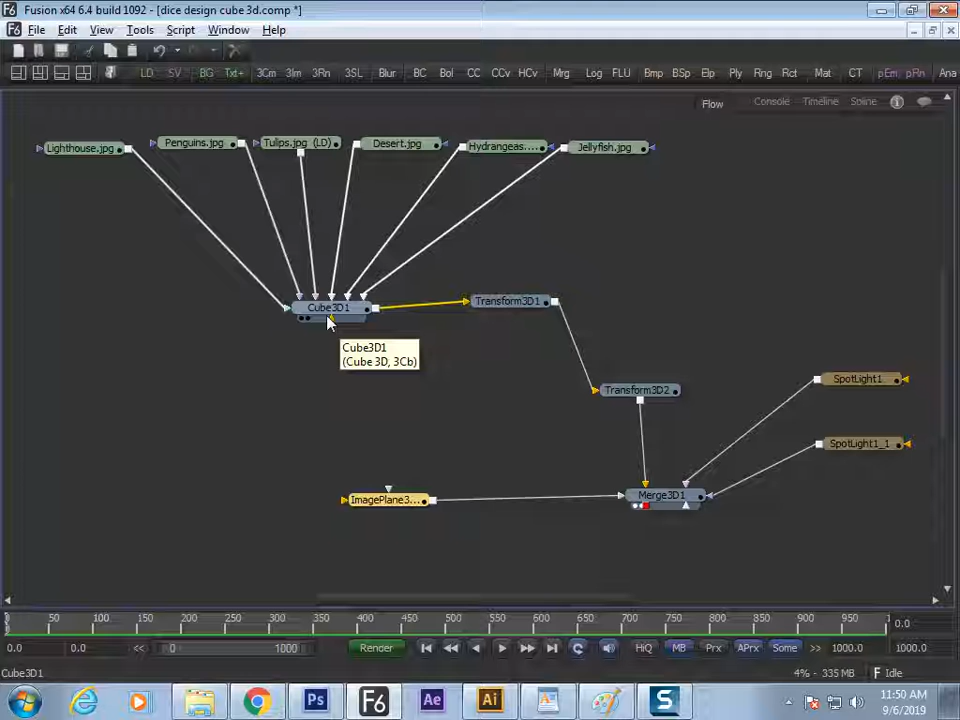 Fusion x64 6.4 build 1092 - [dice design cube 3d.comp *]
File Edit View Tools Script Window Help
LD SV BG Txt+ 3Cm 3Im 3Rn 3SL Blur BC Bol CC CCv HCv Mrg Log FLU Bmp BSp Elp Ply Rng Rct Mat CT pEm pRn Ana
Flow Console Timeline Spline
Lighthouse.jpg Penguins.jpg Tulips.jpg (LD) Desert.jpg Hydrangeas.... Jellyfish.jpg
Cube3D1 Transform3D1
Cube3D1
(Cube 3D, 3Cb)
SpotLight1
Transform3D2
SpotLight1_1
ImagePlane3... Merge3D1
0 50 100 150 200 250 300 350 400 450 500 550 600 650 700 750 800 850 900 950 0.0
0.0 0.0 << 0 1000 Render HiQ MB Prx APrx Some >> 1000.0 1000.0
Cube3D1 4% - 335 MB F Idle
Ps F6 Ae Ai S 11:50 AM
9/6/2019